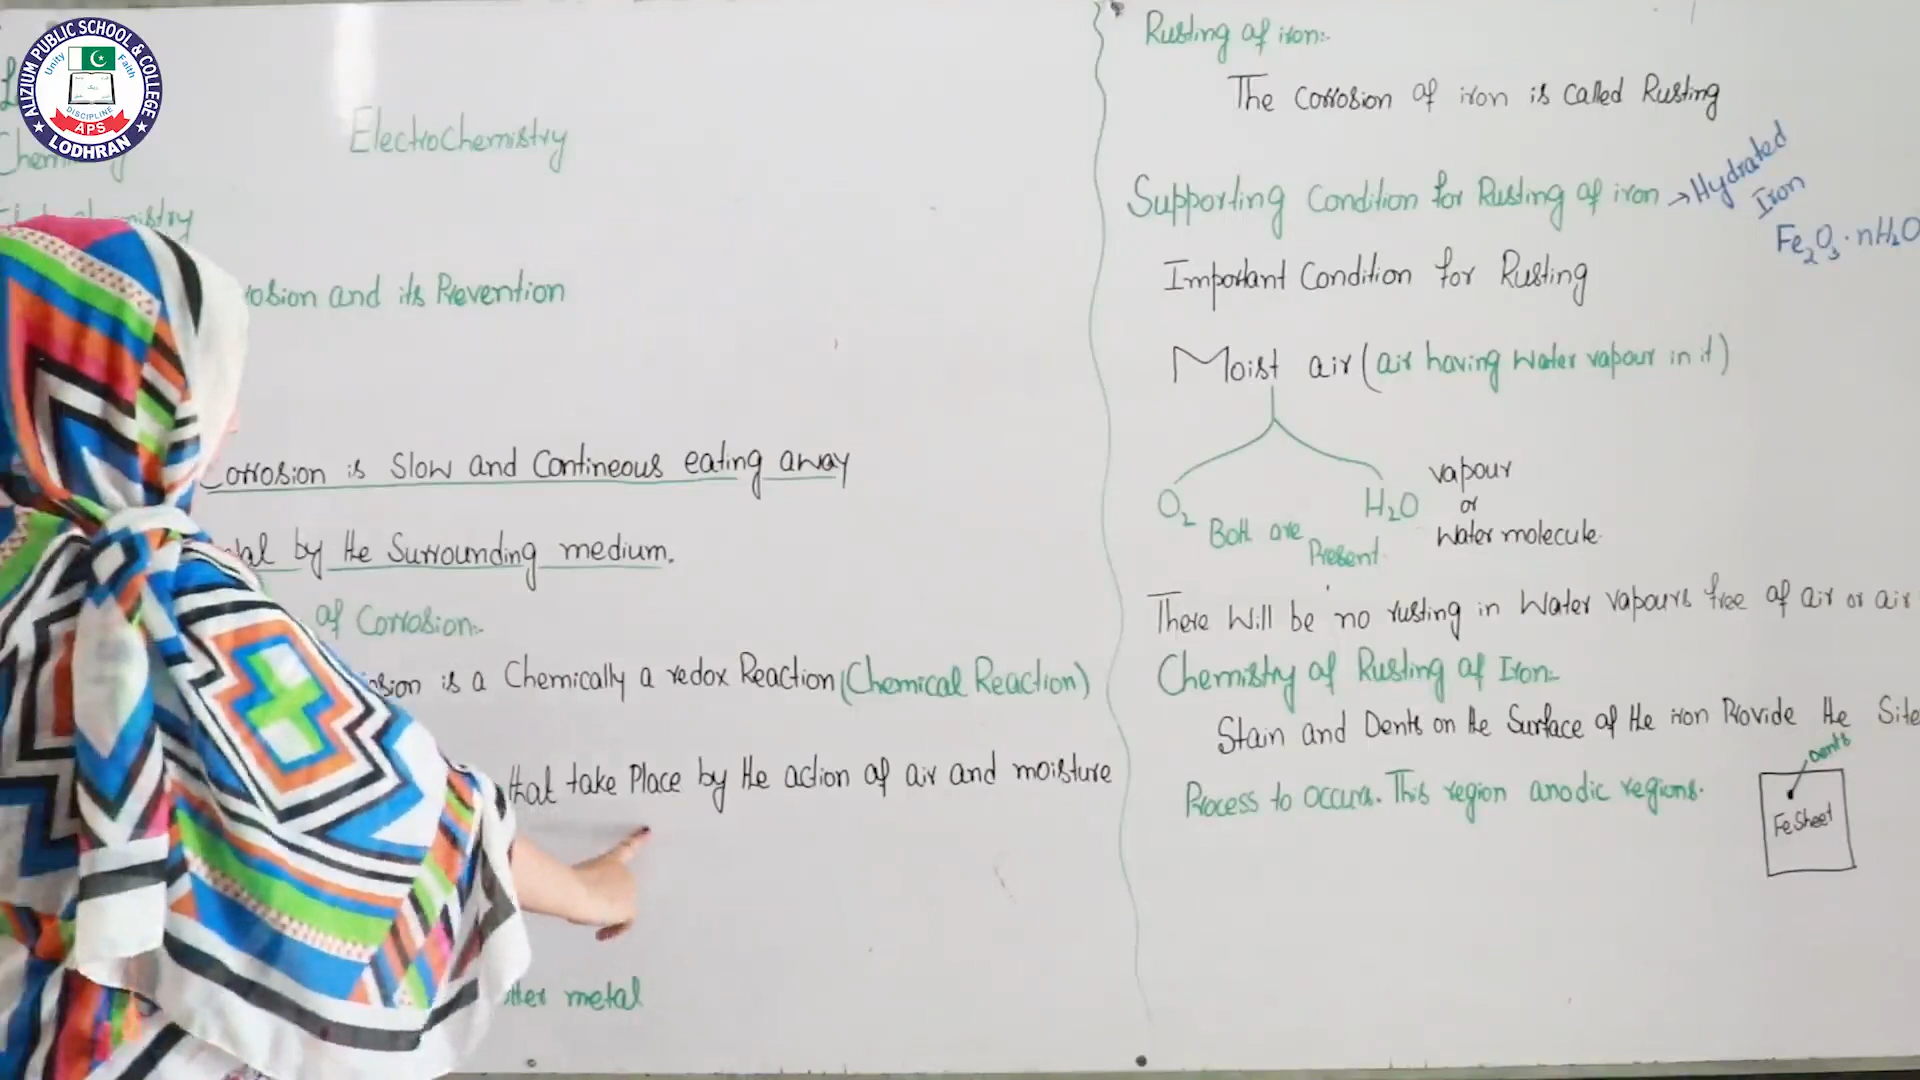 ALIZIUM PUBLIC SCHOOL & COLLEGE
Unity
Faith
DISCIPLINE
APS
LODHRAN
ElectroChemistry
and its Prevention
Corrosion is Slow and Contineous eating away
by the Surrounding medium.
of Corrosion:-
is a Chemically a redox Reaction (Chemical Reaction)
that take Place by the action of air and moisture
metal
Rusting of iron:-
The corrosion of iron is called Rusting
Supporting Condition for Rusting of iron → Hydrated
Iron
Fe2O3·nH2O
Important Condition for Rusting
Moist air (air having water vapour in it)
O2
H2O
vapour
or
water molecule.
Both are
Present.
There will be no rusting in water vapours free of air or air
Chemistry of Rusting of Iron:-
Stain and Dents on the Surface of the iron Provide the Site
Dents
Process to occurs. This region anodic regions.
Fe Sheet